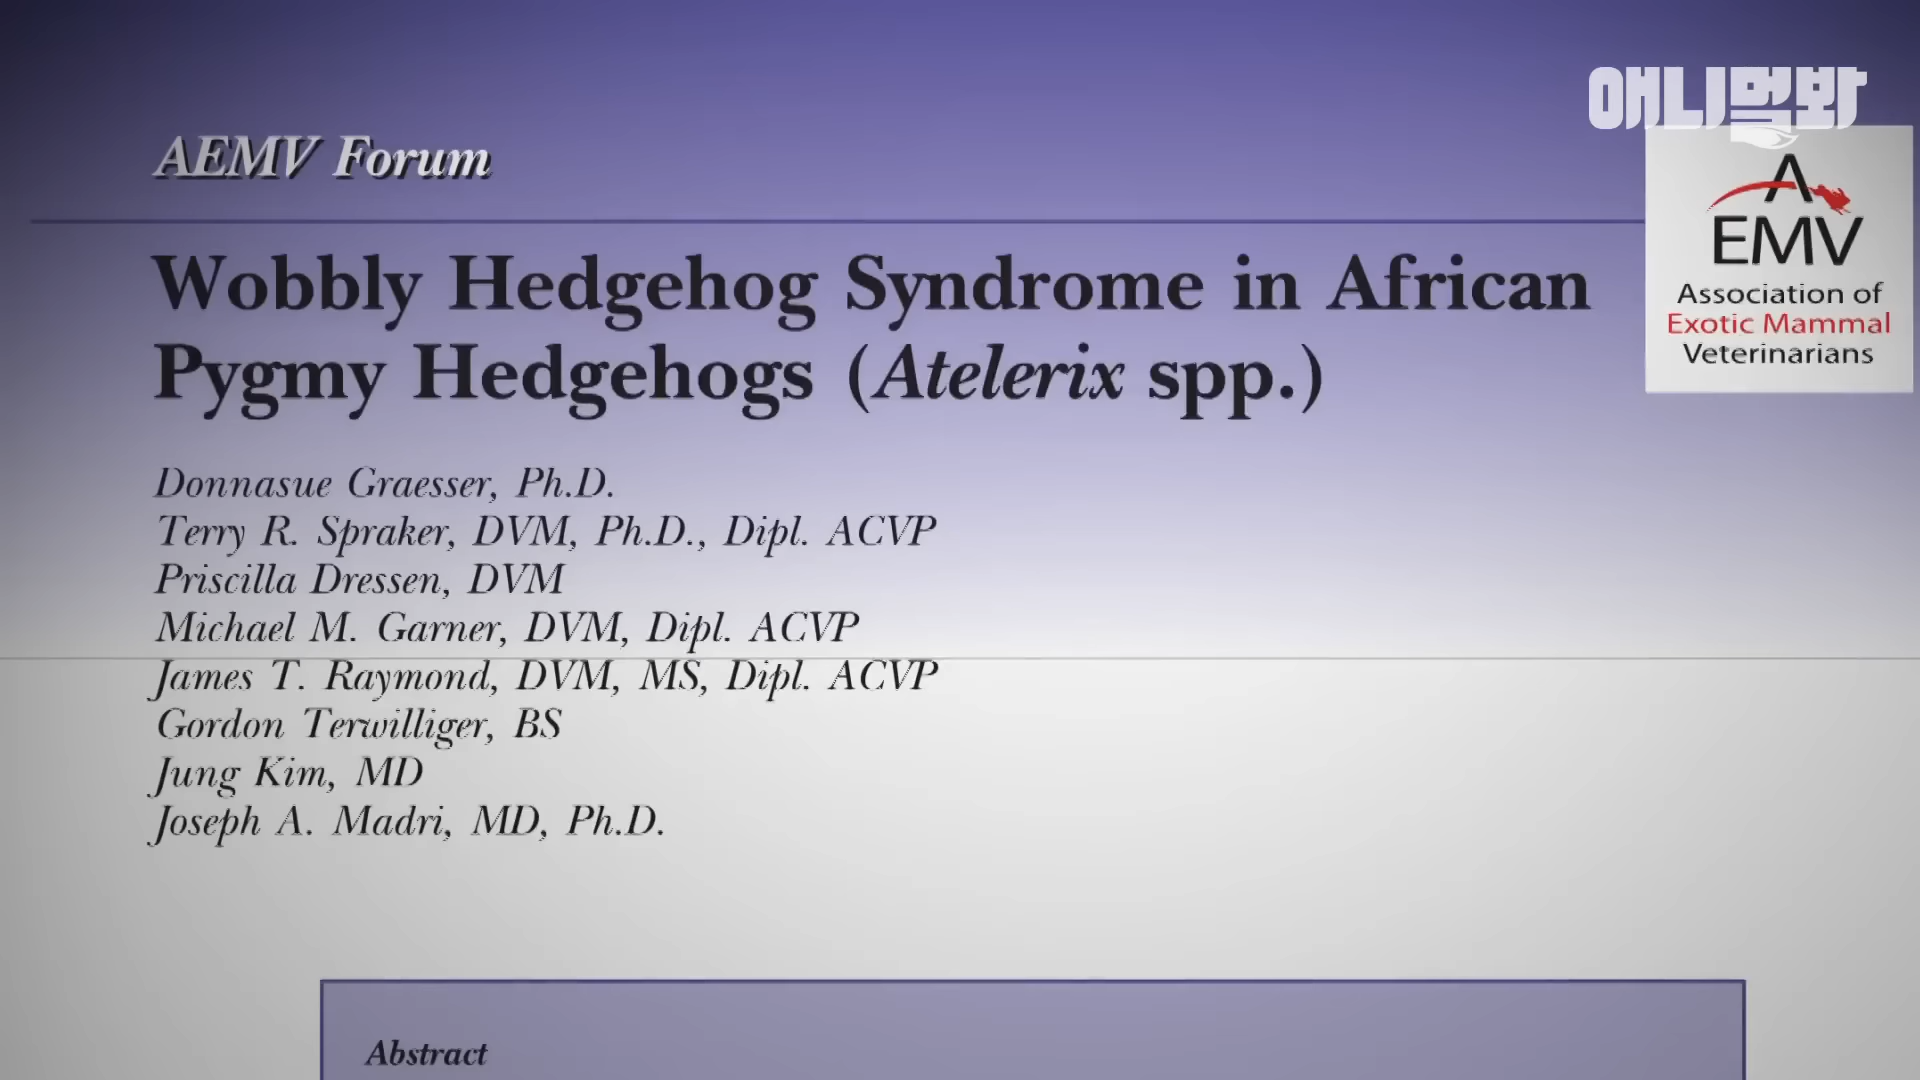 애니멀봐
AEMV Forum
A
EMV
Association of
Exotic Mammal
Veterinarians
Wobbly Hedgehog Syndrome in African
Pygmy Hedgehogs (Atelerix spp.)
Donnasue Graesser, Ph.D.
Terry R. Spraker, DVM, Ph.D., Dipl. ACVP
Priscilla Dressen, DVM
Michael M. Garner, DVM, Dipl. ACVP
James T. Raymond, DVM, MS, Dipl. ACVP
Gordon Terwilliger, BS
Jung Kim, MD
Joseph A. Madri, MD, Ph.D.
Abstract